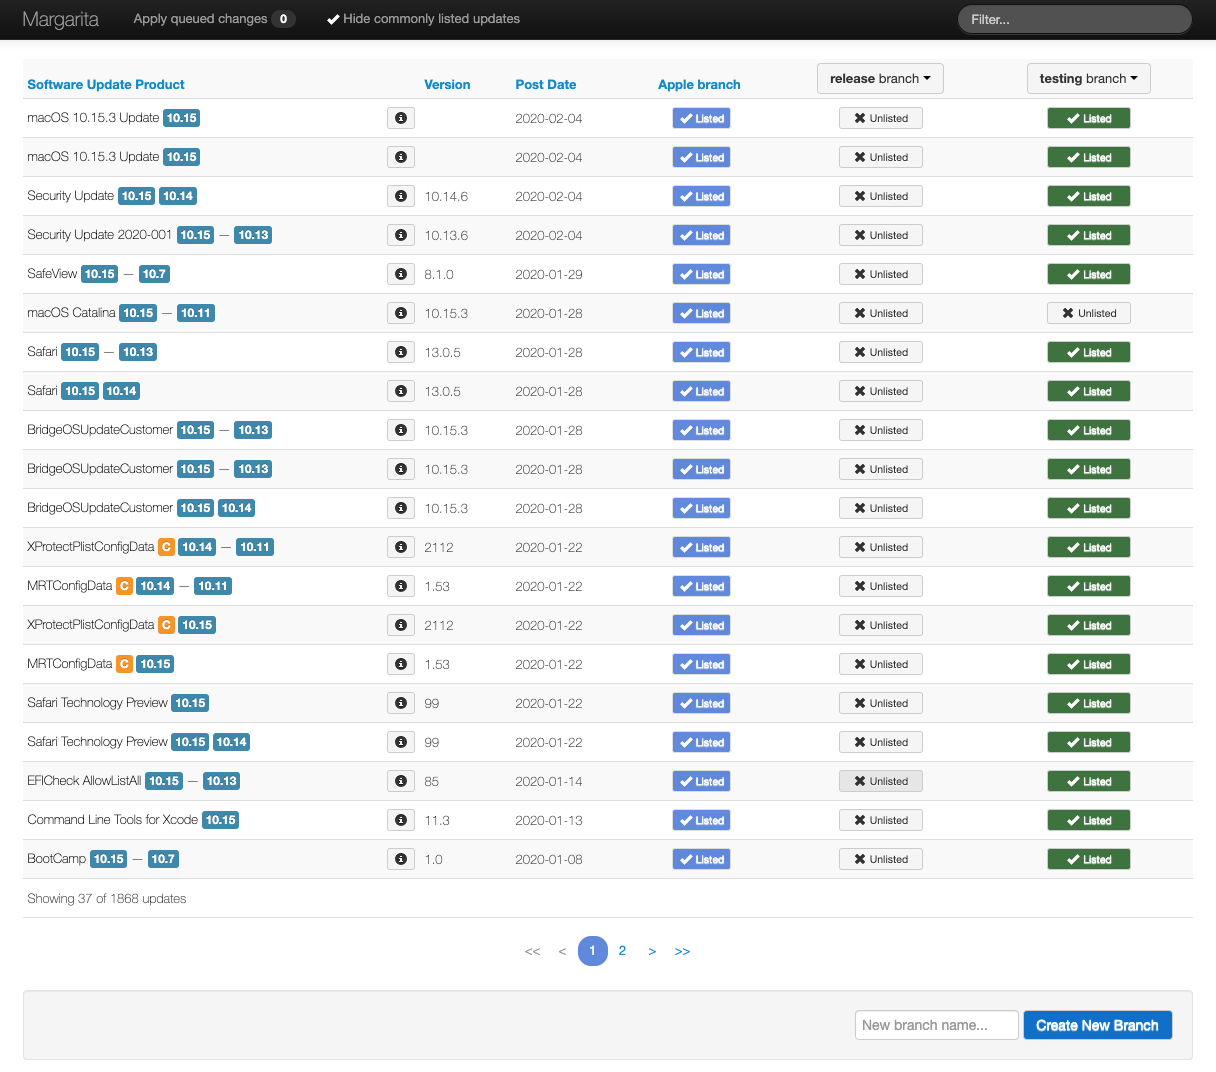 Margarita Apply queued changes 0 Hide commonly listed updates Filter...
Software Update Product Version Post Date Apple branch release branch testing branch
macOS 10.15.3 Update 10.15 2020-02-04 Listed Unlisted Listed
macOS 10.15.3 Update 10.15 2020-02-04 Listed Unlisted Listed
Security Update 10.15 10.14 10.14.6 2020-02-04 Listed Unlisted Listed
Security Update 2020-001 10.15 — 10.13 10.13.6 2020-02-04 Listed Unlisted Listed
SafeView 10.15 — 10.7 8.1.0 2020-01-29 Listed Unlisted Listed
macOS Catalina 10.15 — 10.11 10.15.3 2020-01-28 Listed Unlisted Unlisted
Safari 10.15 — 10.13 13.0.5 2020-01-28 Listed Unlisted Listed
Safari 10.15 10.14 13.0.5 2020-01-28 Listed Unlisted Listed
BridgeOSUpdateCustomer 10.15 — 10.13 10.15.3 2020-01-28 Listed Unlisted Listed
BridgeOSUpdateCustomer 10.15 — 10.13 10.15.3 2020-01-28 Listed Unlisted Listed
BridgeOSUpdateCustomer 10.15 10.14 10.15.3 2020-01-28 Listed Unlisted Listed
XProtectPlistConfigData C 10.14 — 10.11 2112 2020-01-22 Listed Unlisted Listed
MRTConfigData C 10.14 — 10.11 1.53 2020-01-22 Listed Unlisted Listed
XProtectPlistConfigData C 10.15 2112 2020-01-22 Listed Unlisted Listed
MRTConfigData C 10.15 1.53 2020-01-22 Listed Unlisted Listed
Safari Technology Preview 10.15 99 2020-01-22 Listed Unlisted Listed
Safari Technology Preview 10.15 10.14 99 2020-01-22 Listed Unlisted Listed
EFICheck AllowListAll 10.15 — 10.13 85 2020-01-14 Listed Unlisted Listed
Command Line Tools for Xcode 10.15 11.3 2020-01-13 Listed Unlisted Listed
BootCamp 10.15 — 10.7 1.0 2020-01-08 Listed Unlisted Listed
Showing 37 of 1868 updates
<< < 1 2 > >>
New branch name... Create New Branch